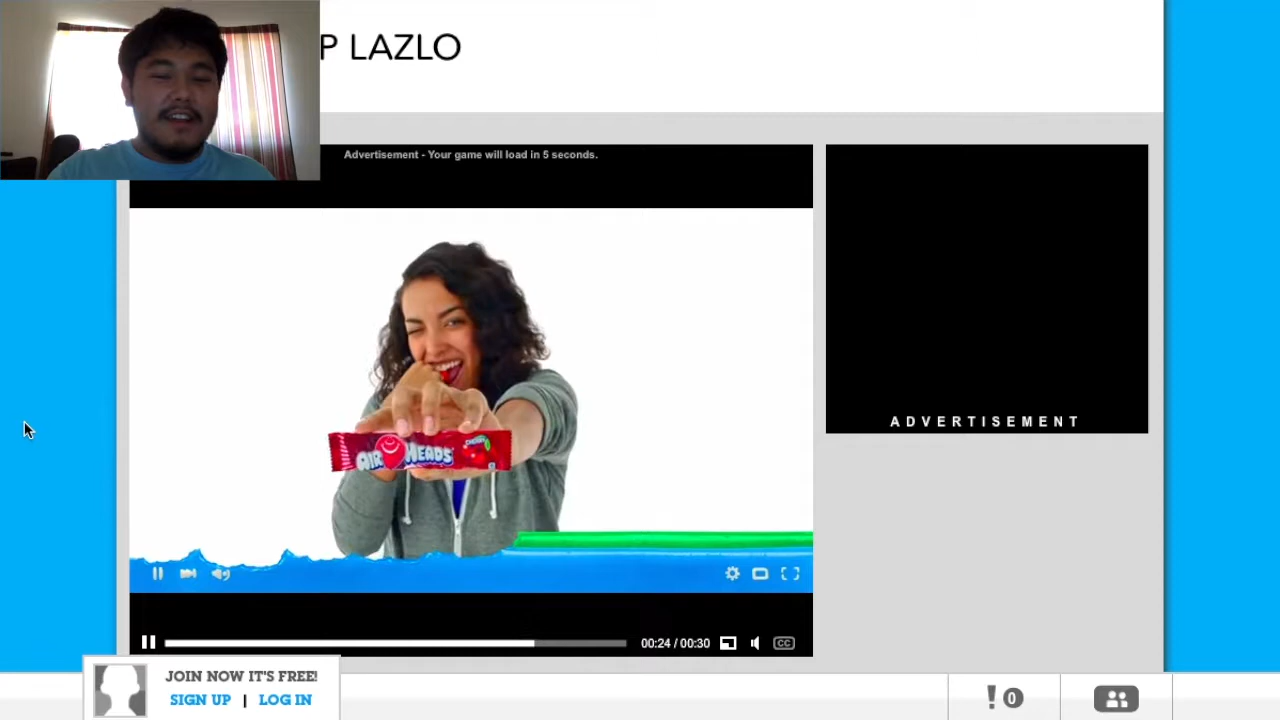 P LAZLO
Advertisement - Your game will load in 5 seconds.
AIRHEADS
CHERRY
ADVERTISEMENT
00:24 / 00:30
CC
JOIN NOW IT'S FREE!
SIGN UP | LOG IN
! 0